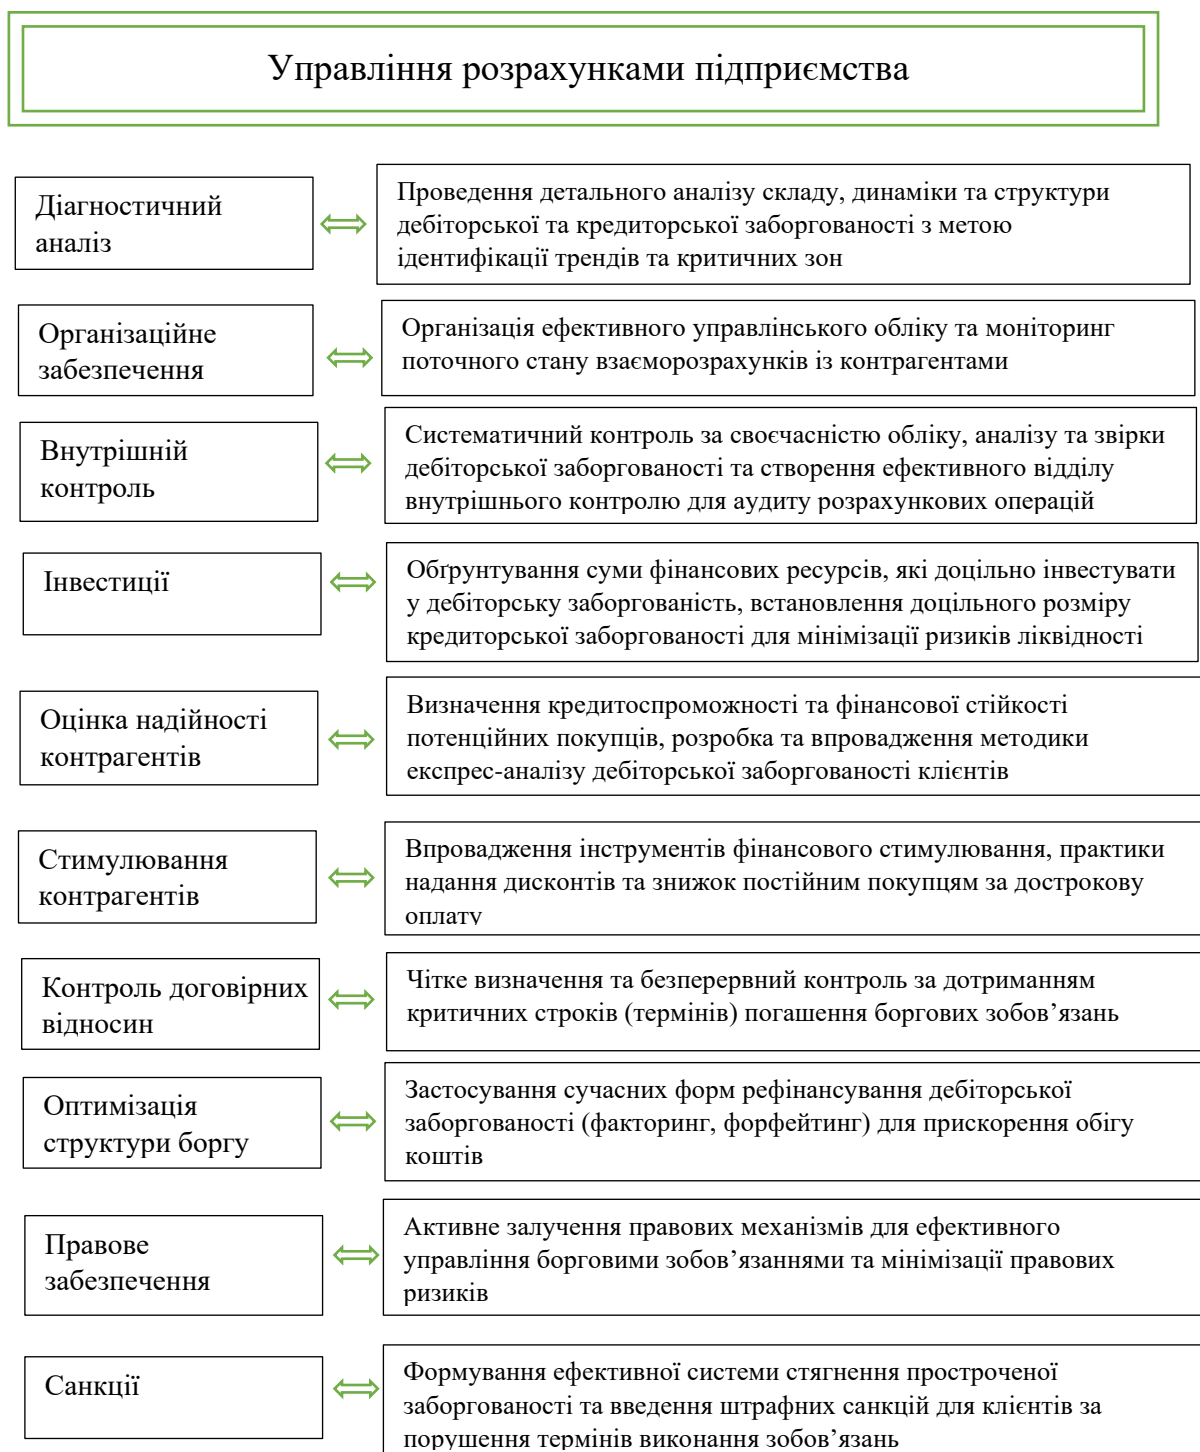 Управління розрахунками підприємства
Діагностичний
аналіз
Проведення детального аналізу складу, динаміки та структури
дебіторської та кредиторської заборгованості з метою
ідентифікації трендів та критичних зон
Організаційне
забезпечення
Організація ефективного управлінського обліку та моніторинг
поточного стану взаєморозрахунків із контрагентами
Внутрішній
контроль
Систематичний контроль за своєчасністю обліку, аналізу та звірки
дебіторської заборгованості та створення ефективного відділу
внутрішнього контролю для аудиту розрахункових операцій
Інвестиції
Обґрунтування суми фінансових ресурсів, які доцільно інвестувати
у дебіторську заборгованість, встановлення доцільного розміру
кредиторської заборгованості для мінімізації ризиків ліквідності
Оцінка надійності
контрагентів
Визначення кредитоспроможності та фінансової стійкості
потенційних покупців, розробка та впровадження методики
експрес-аналізу дебіторської заборгованості клієнтів
Стимулювання
контрагентів
Впровадження інструментів фінансового стимулювання, практики
надання дисконтів та знижок постійним покупцям за дострокову
оплату
Контроль договірних
відносин
Чітке визначення та безперервний контроль за дотриманням
критичних строків (термінів) погашення боргових зобов’язань
Оптимізація
структури боргу
Застосування сучасних форм рефінансування дебіторської
заборгованості (факторинг, форфейтинг) для прискорення обігу
коштів
Правове
забезпечення
Активне залучення правових механізмів для ефективного
управління борговими зобов’язаннями та мінімізації правових
ризиків
Санкції
Формування ефективної системи стягнення простроченої
заборгованості та введення штрафних санкцій для клієнтів за
порушення термінів виконання зобов’язань